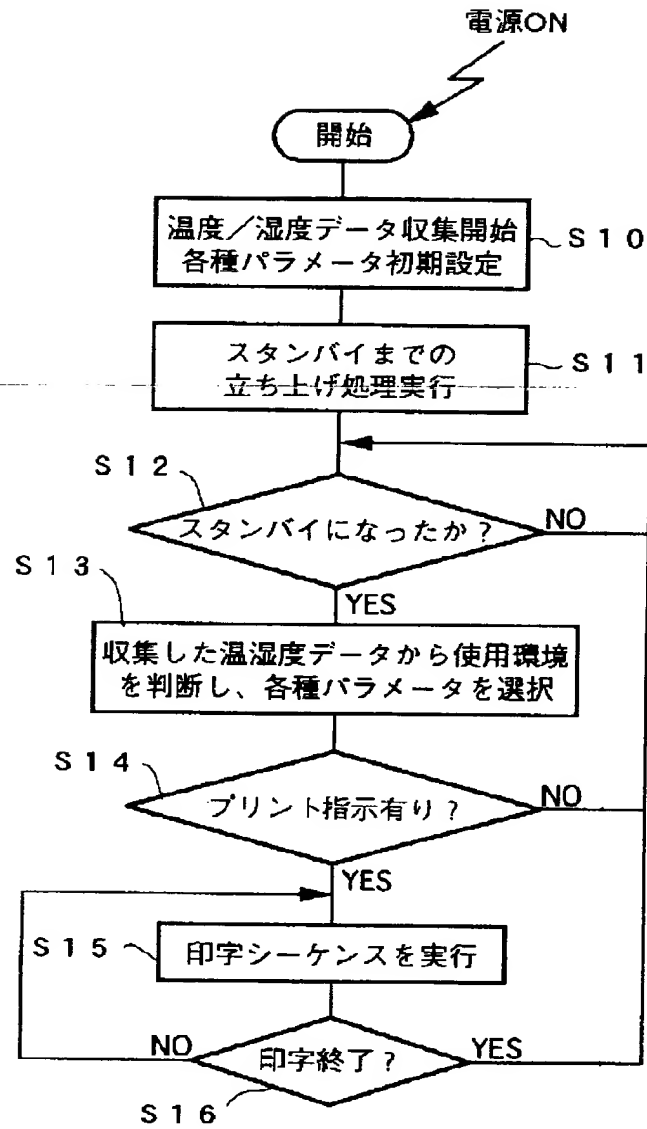 電源ON
開始
温度／湿度データ収集開始
各種パラメータ初期設定
S10
スタンバイまでの
立ち上げ処理実行
S11
S12
スタンバイになったか？
NO
S13
YES
収集した温湿度データから使用環境
を判断し、各種パラメータを選択
S14
プリント指示有り？
NO
YES
S15
印字シーケンスを実行
NO
印字終了？
YES
S16